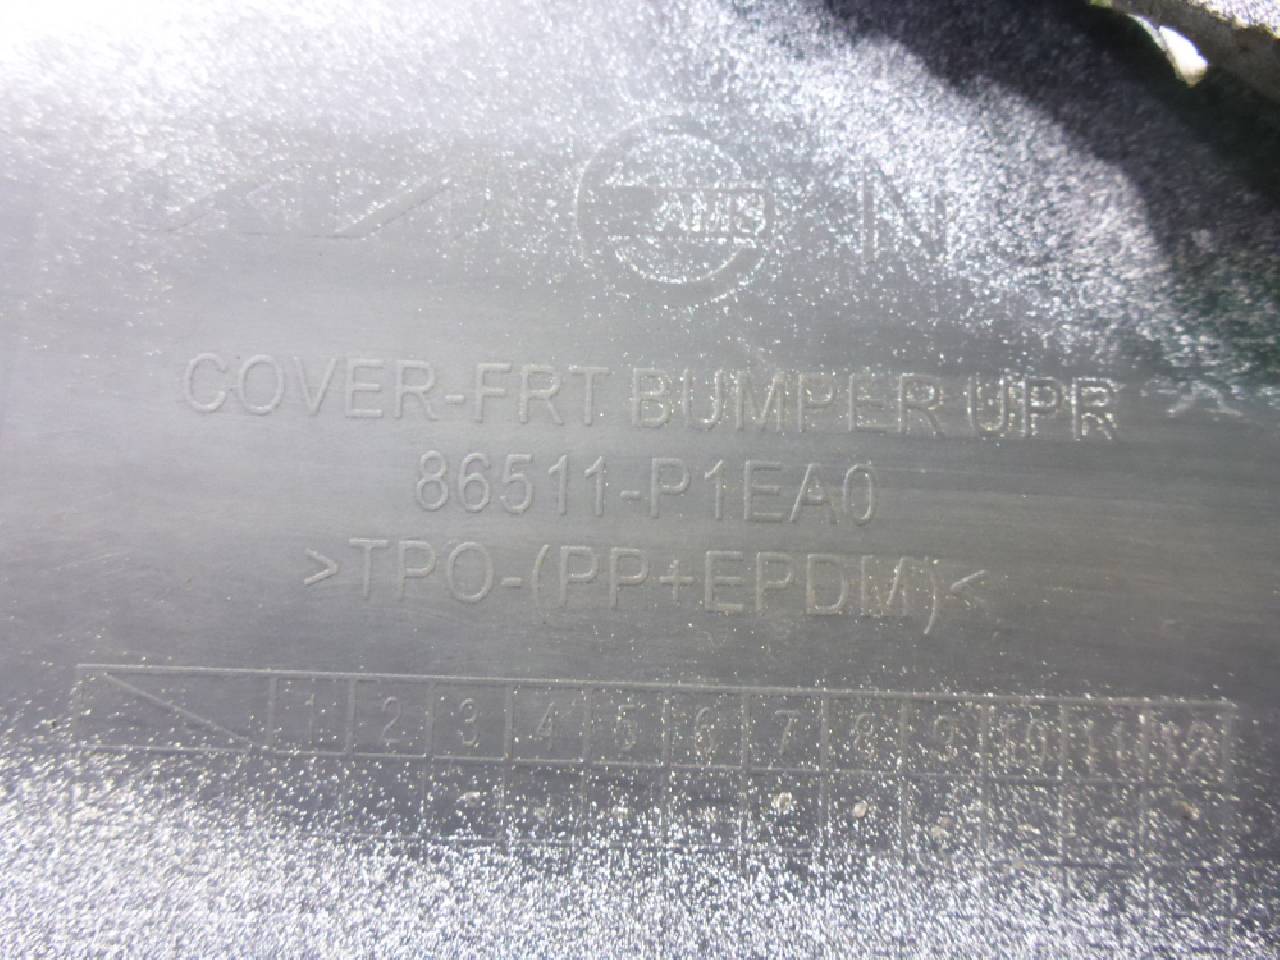 AMS
COVER-FRT BUMPER UPR
86511-P1EA0
>TPO-(PP+EPDM)<
1 2 3 4 5 6 7 8 9 10 11 12